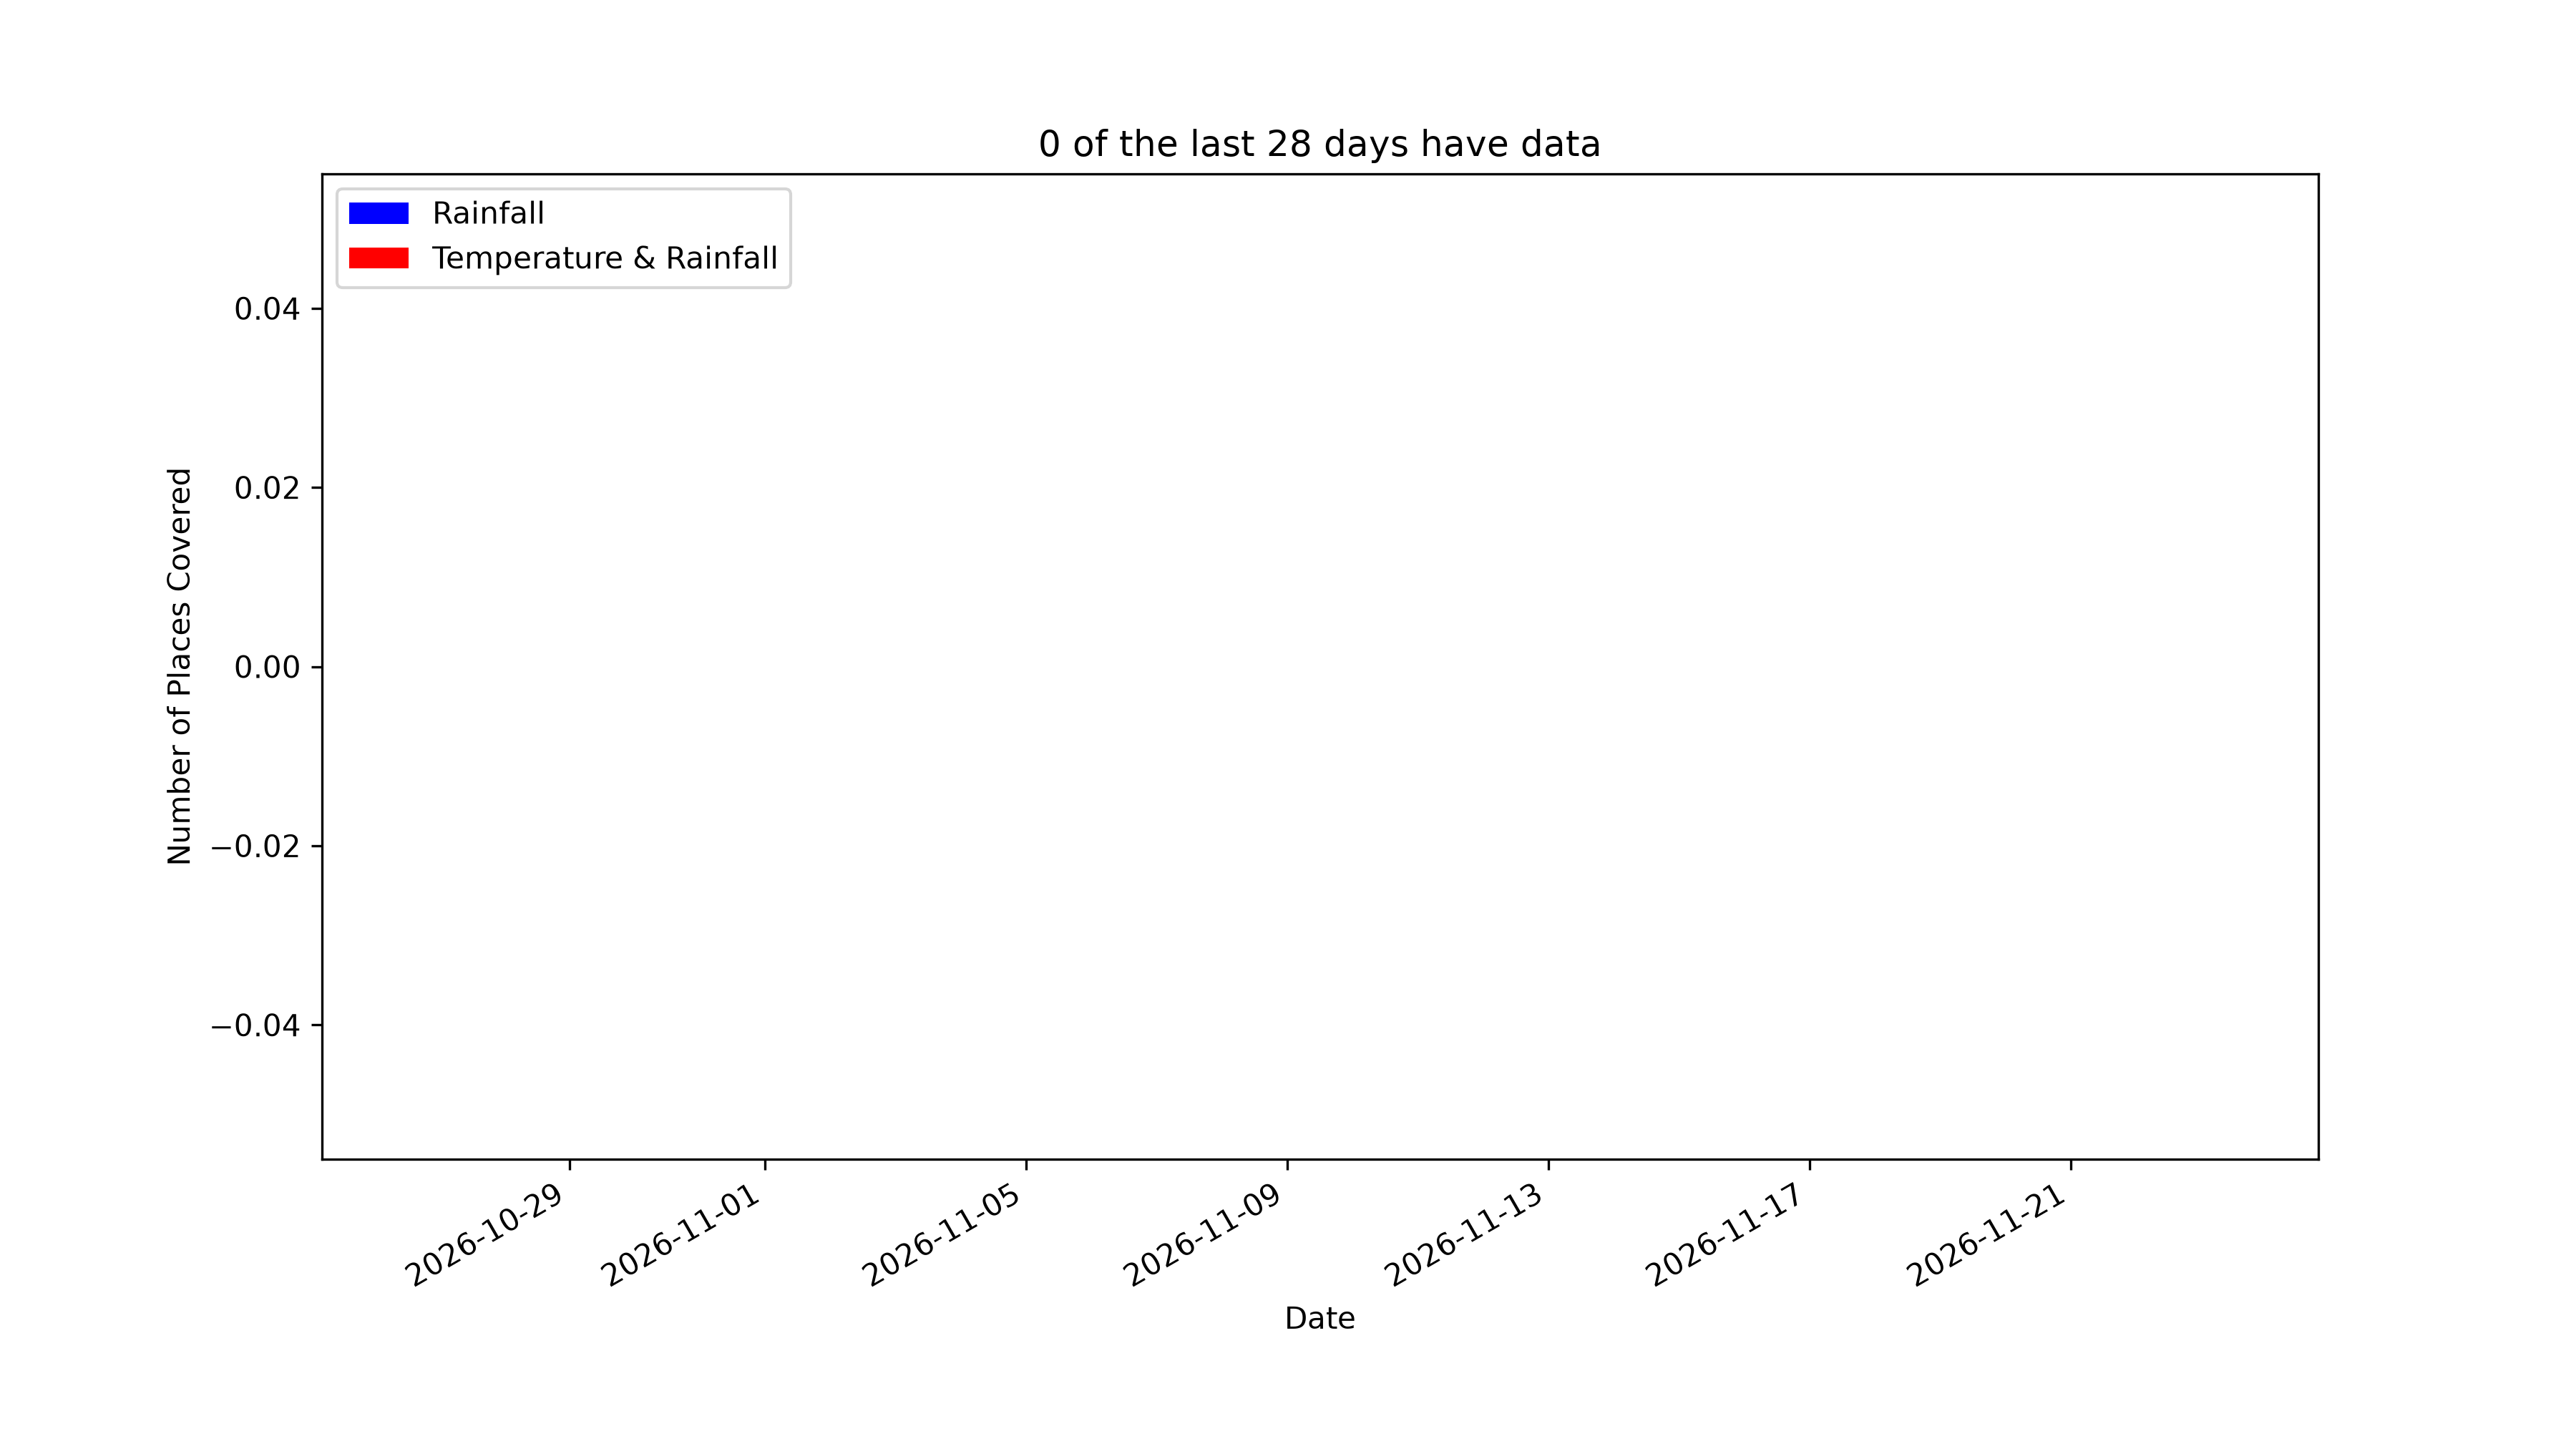 0 of the last 28 days have data
Rainfall
Temperature & Rainfall
0.04
0.02
0.00
−0.02
−0.04
Number of Places Covered
2026-10-29
2026-11-01
2026-11-05
2026-11-09
2026-11-13
2026-11-17
2026-11-21
Date